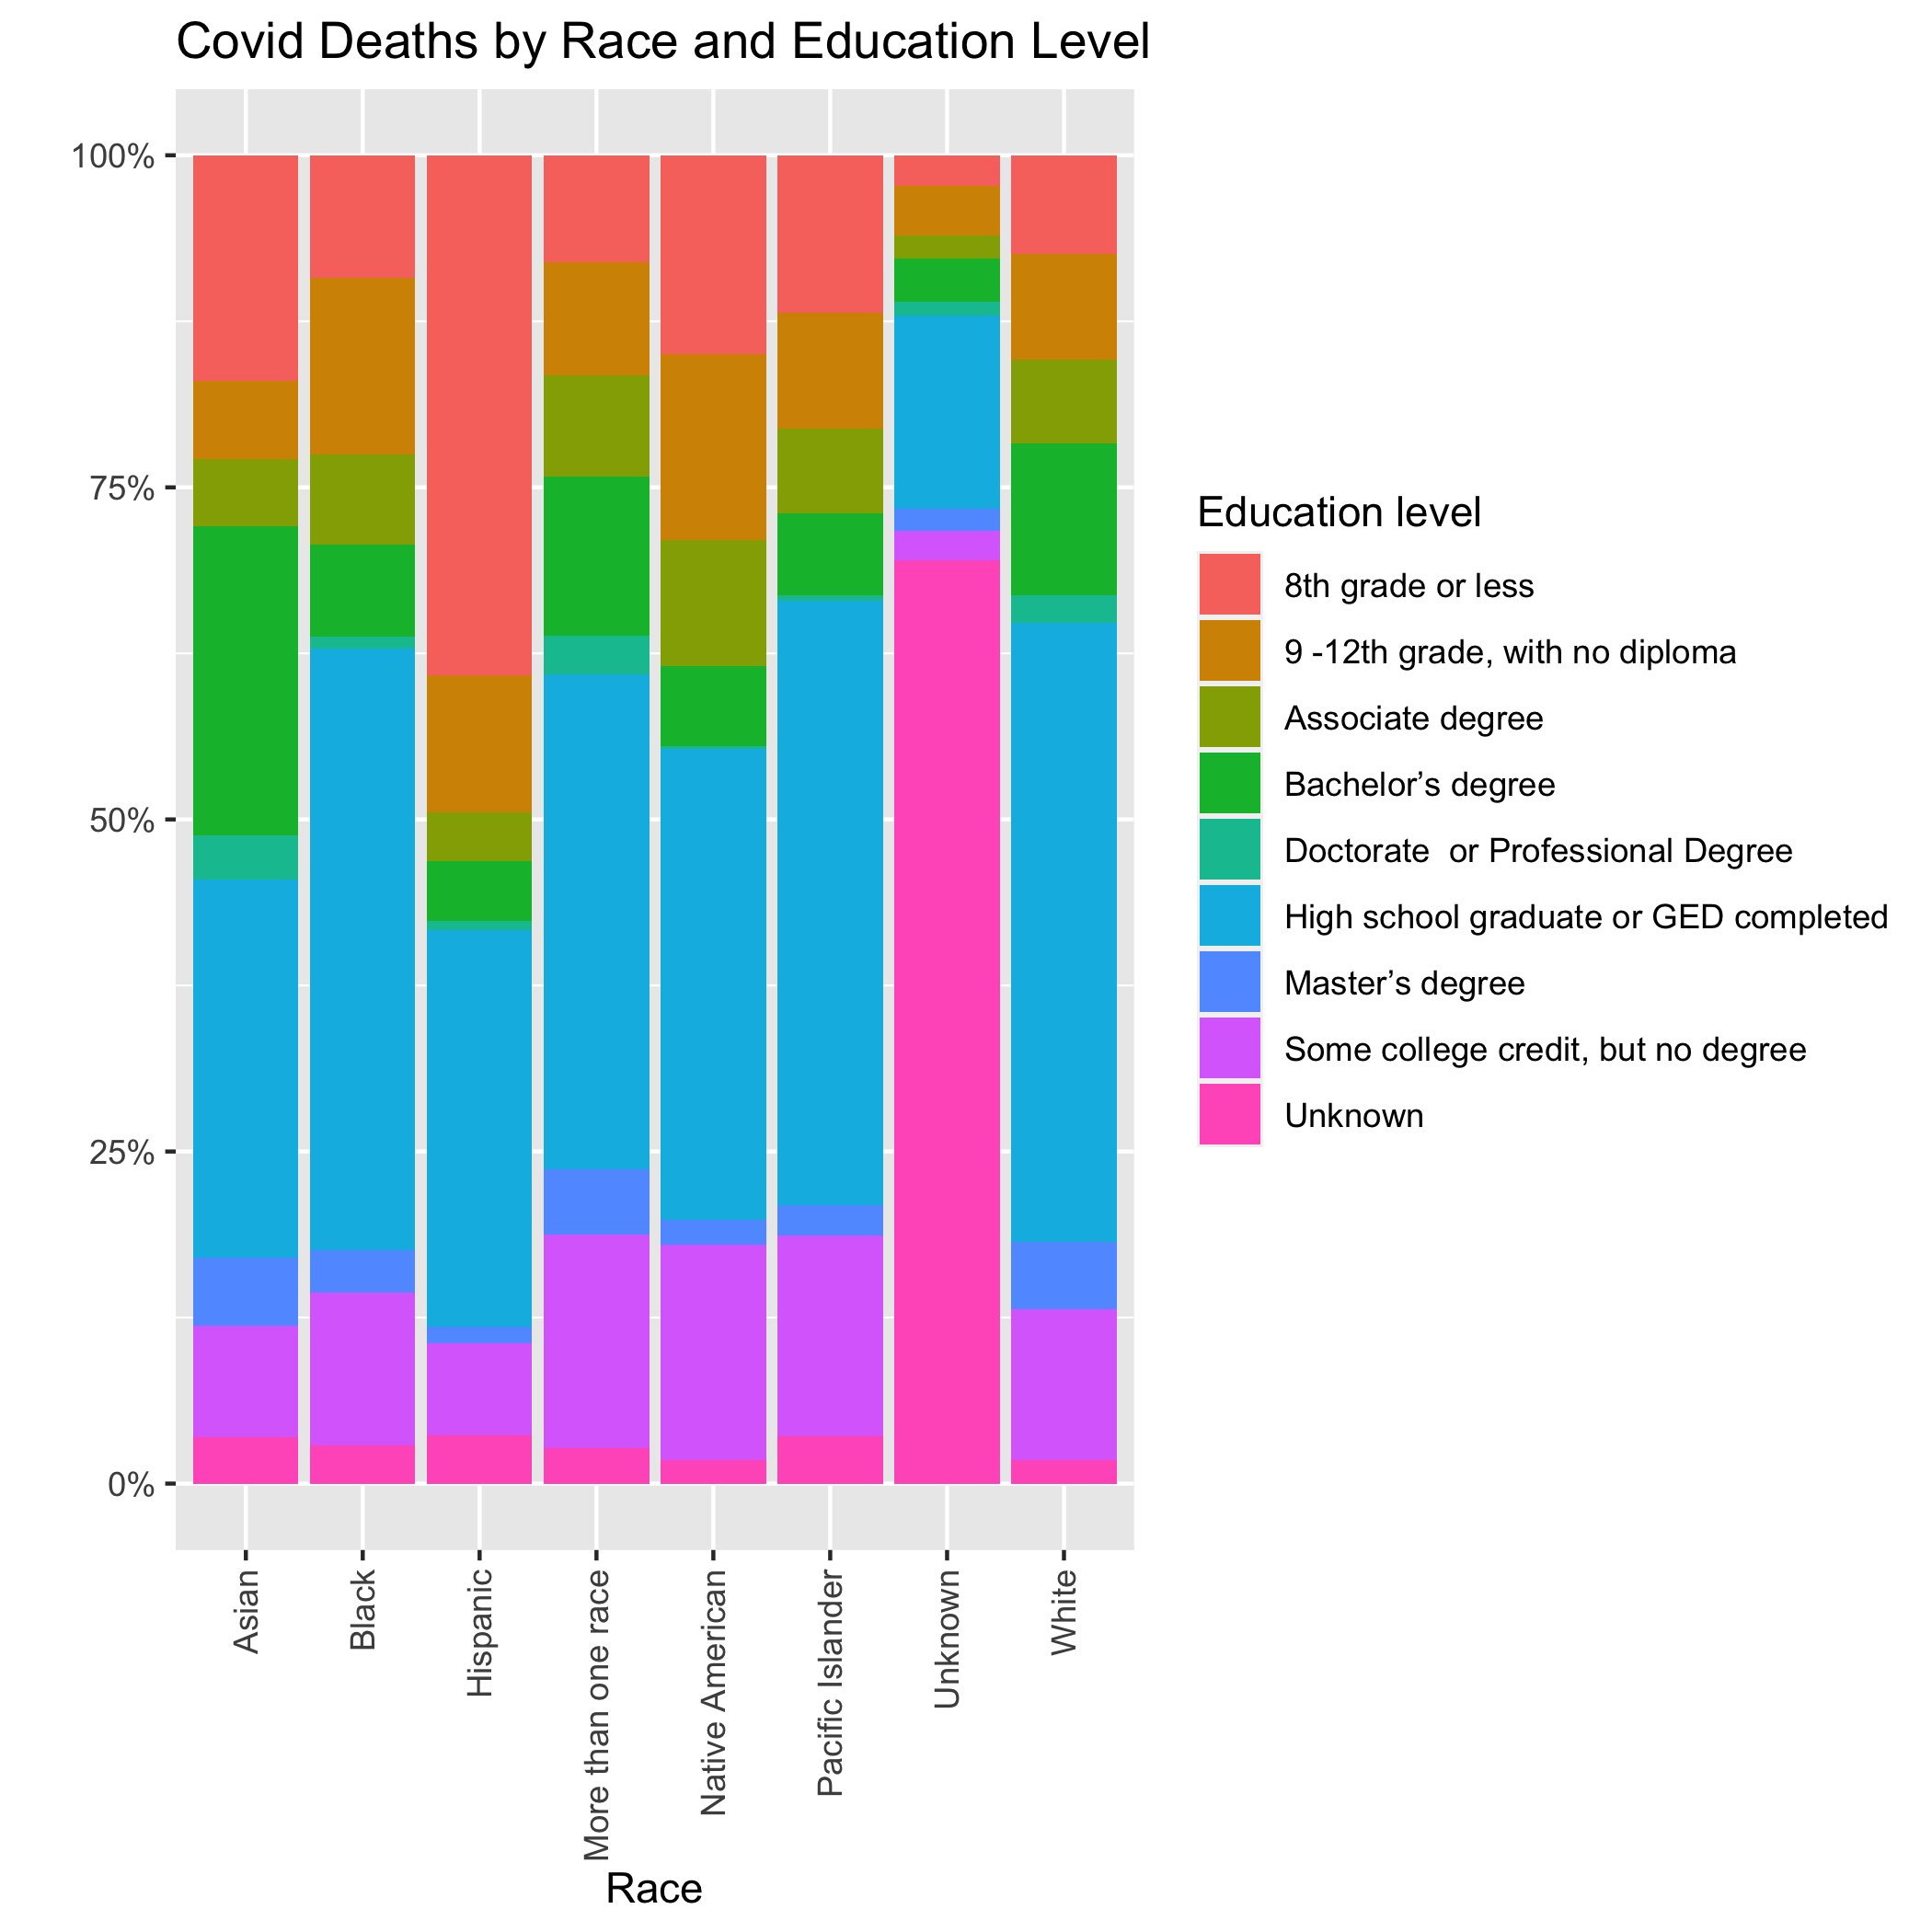 Covid Deaths by Race and Education Level
100%
75%
50%
25%
0%
Asian
Black
Hispanic
More than one race
Native American
Pacific Islander
Unknown
White
Race
Education level
8th grade or less
9 -12th grade, with no diploma
Associate degree
Bachelor’s degree
Doctorate  or Professional Degree
High school graduate or GED completed
Master’s degree
Some college credit, but no degree
Unknown